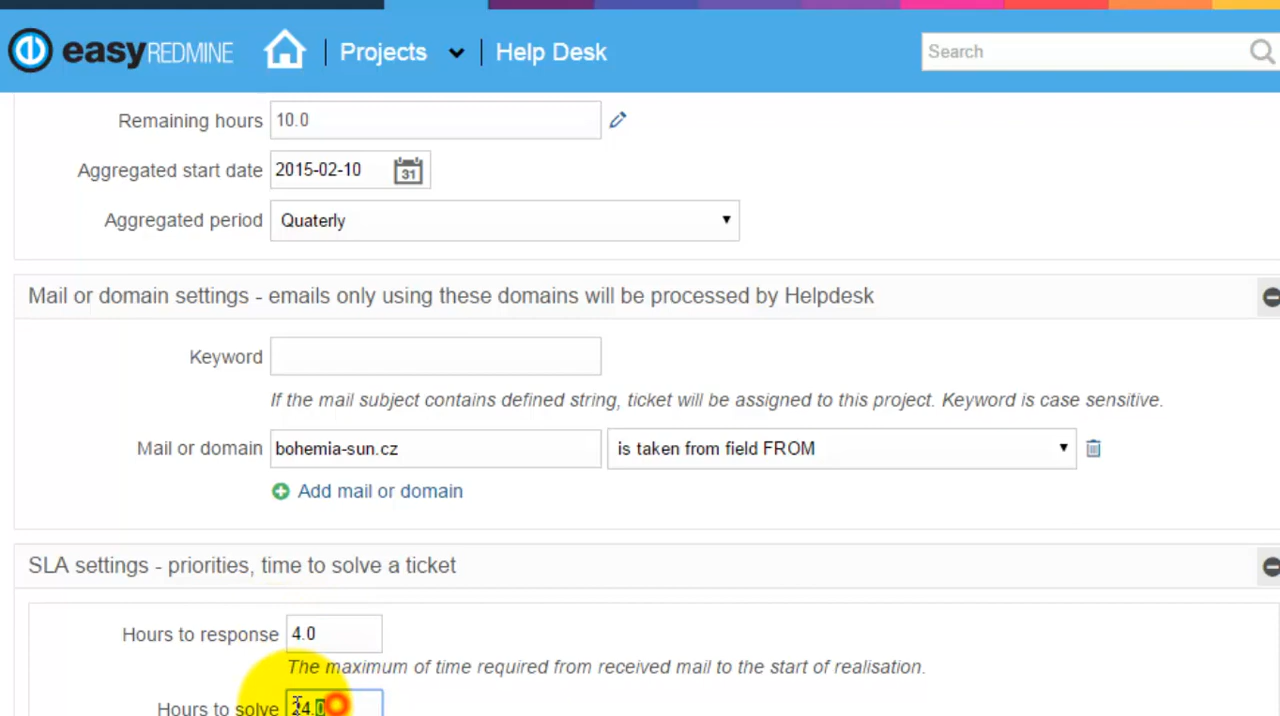 easyREDMINE Projects Help Desk Search
Remaining hours 10.0
Aggregated start date 2015-02-10 31
Aggregated period Quaterly
Mail or domain settings - emails only using these domains will be processed by Helpdesk
Keyword
If the mail subject contains defined string, ticket will be assigned to this project. Keyword is case sensitive.
Mail or domain bohemia-sun.cz is taken from field FROM
Add mail or domain
SLA settings - priorities, time to solve a ticket
Hours to response 4.0
The maximum of time required from received mail to the start of realisation.
Hours to solve 24.0